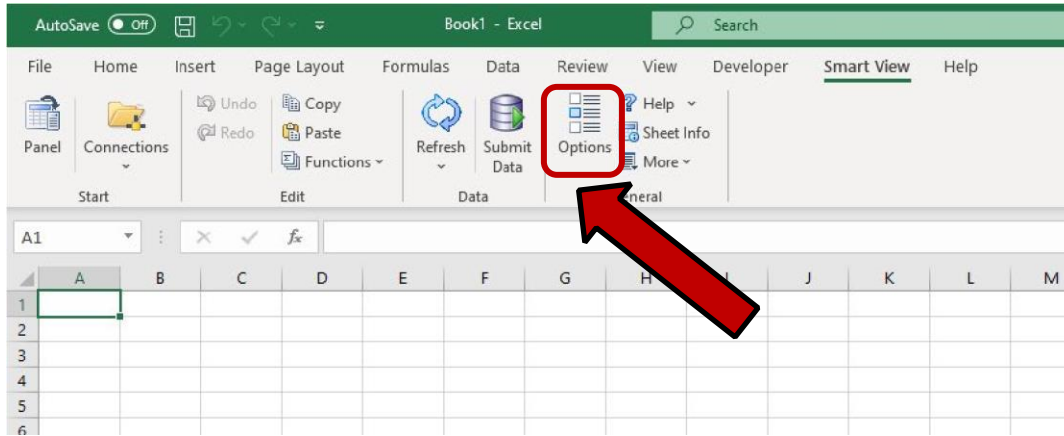 AutoSave Off Book1 - Excel Search
File Home Insert Page Layout Formulas Data Review View Developer Smart View Help
Panel
Connections
Start
Undo
Redo
Copy
Paste
Functions
Edit
Refresh
Submit
Data
Data
Options
Help
Sheet Info
More
A1 fx
A B C D E F G H J K L M
1
2
3
4
5
6